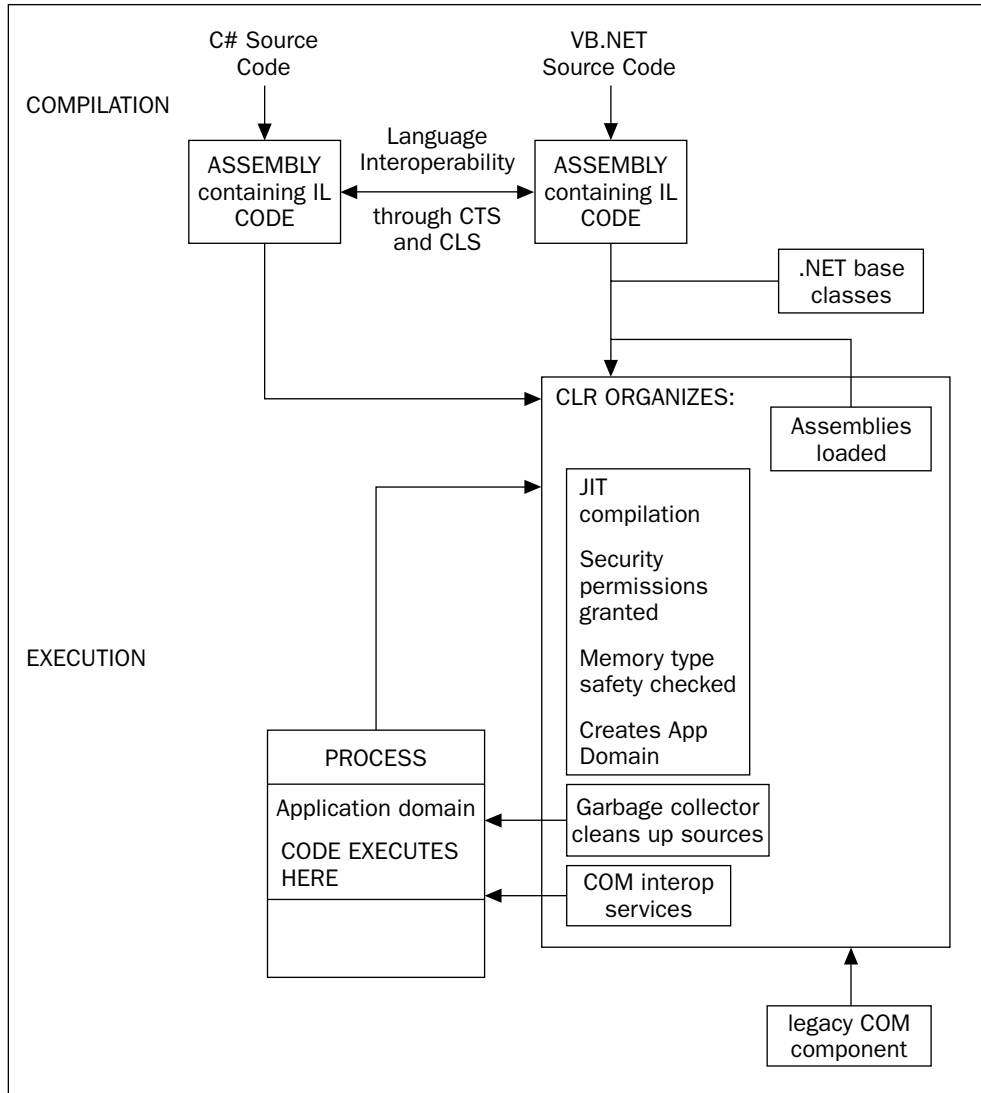 C# Source
Code
VB.NET
Source Code
COMPILATION
ASSEMBLY
containing IL
CODE
Language
Interoperability
through CTS
and CLS
ASSEMBLY
containing IL
CODE
.NET base
classes
CLR ORGANIZES:
Assemblies
loaded
JIT
compilation
Security
permissions
granted
Memory type
safety checked
Creates App
Domain
EXECUTION
PROCESS
Application domain
CODE EXECUTES
HERE
Garbage collector
cleans up sources
COM interop
services
legacy COM
component